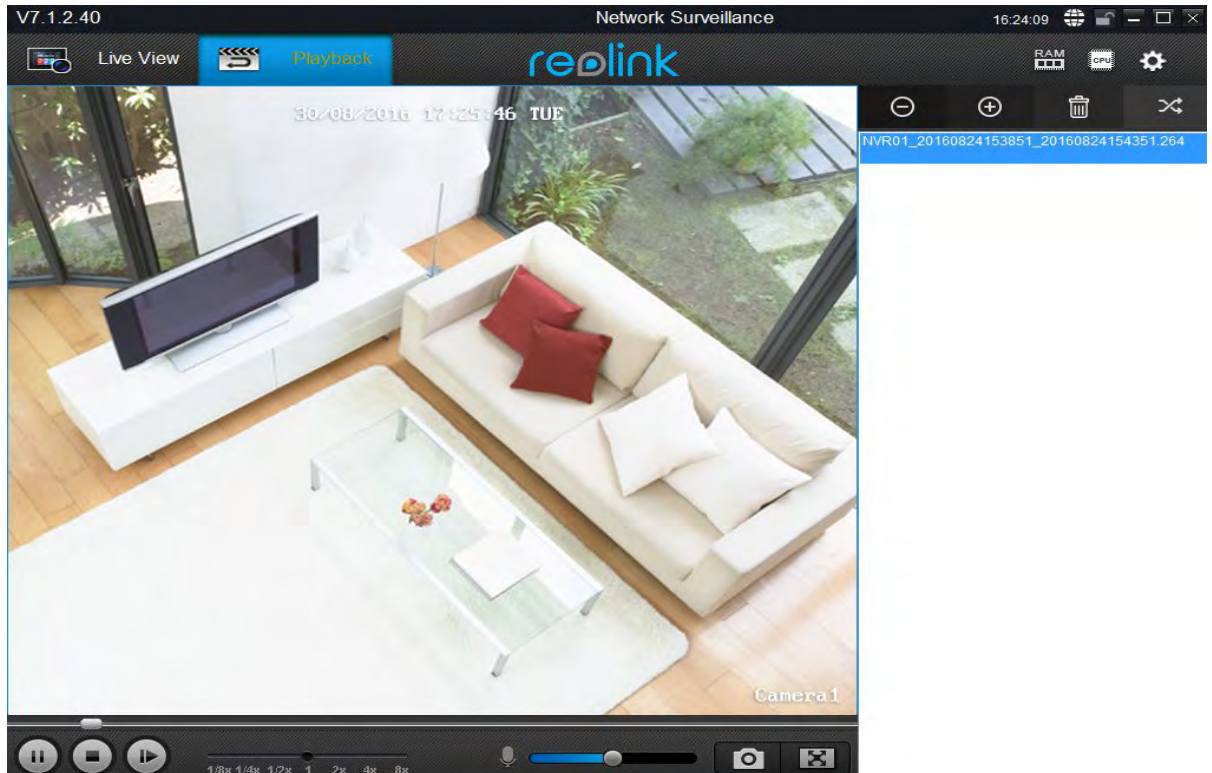 V7.1.2.40 Network Surveillance 16:24:09
Live View Playback reolink RAM CPU
30/08/2016 17:25:46 TUE
NVR01_20160824153851_20160824154351.264
Camera1
1/8x 1/4x 1/2x 1 2x 4x 8x